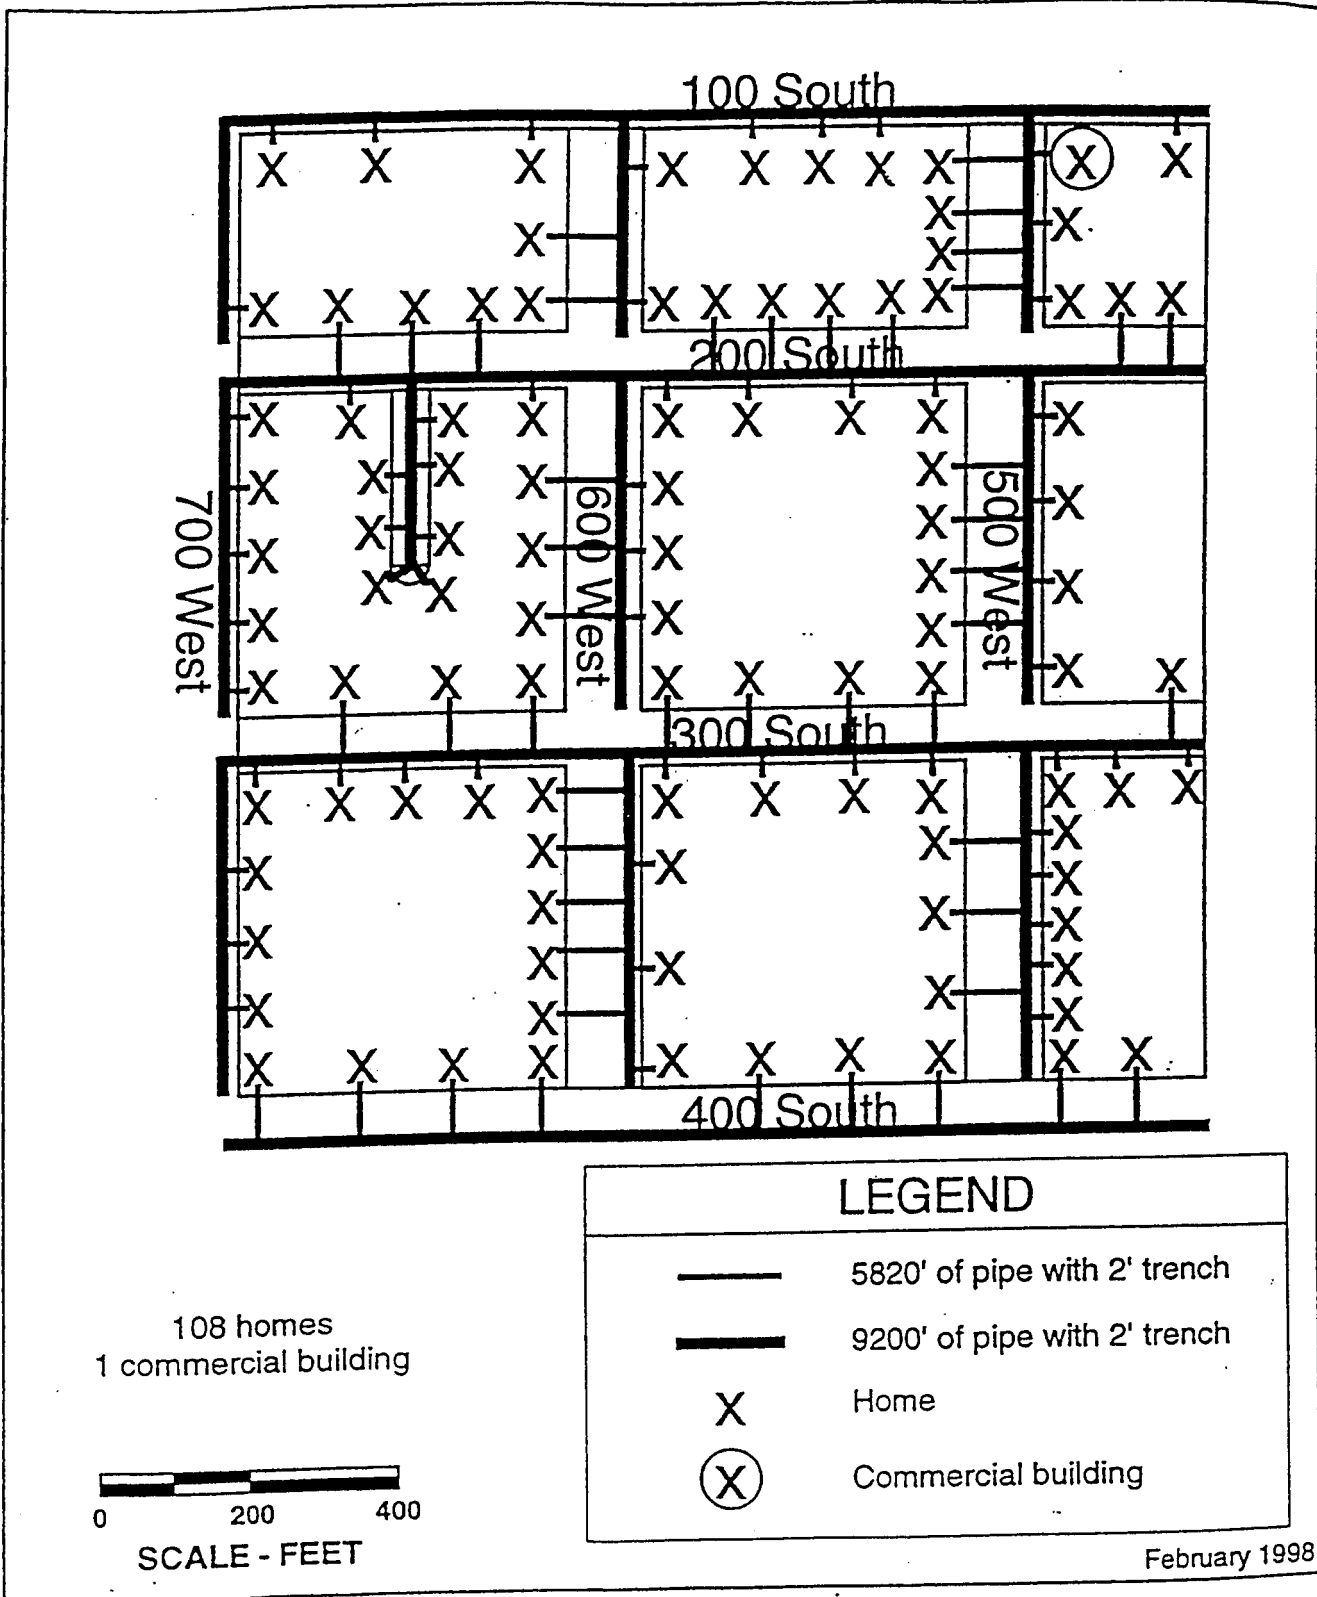 100 South
200 South
700 West
600 West
500 West
300 South
400 South
LEGEND
5820' of pipe with 2' trench
9200' of pipe with 2' trench
X Home
X Commercial building
108 homes
1 commercial building
0 200 400
SCALE - FEET
February 1998